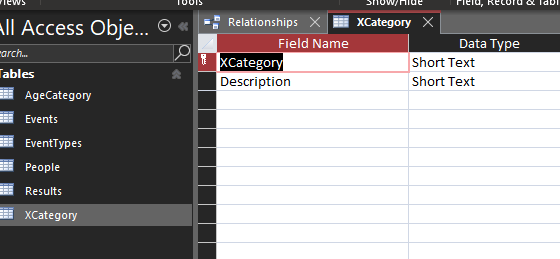 iews
Tools
Show/Hide
Field, Record & Tabl
All Access Obje...
earch...
Tables
AgeCategory
Events
EventTypes
People
Results
XCategory
Relationships
XCategory
Field Name
Data Type
XCategory
Short Text
Description
Short Text